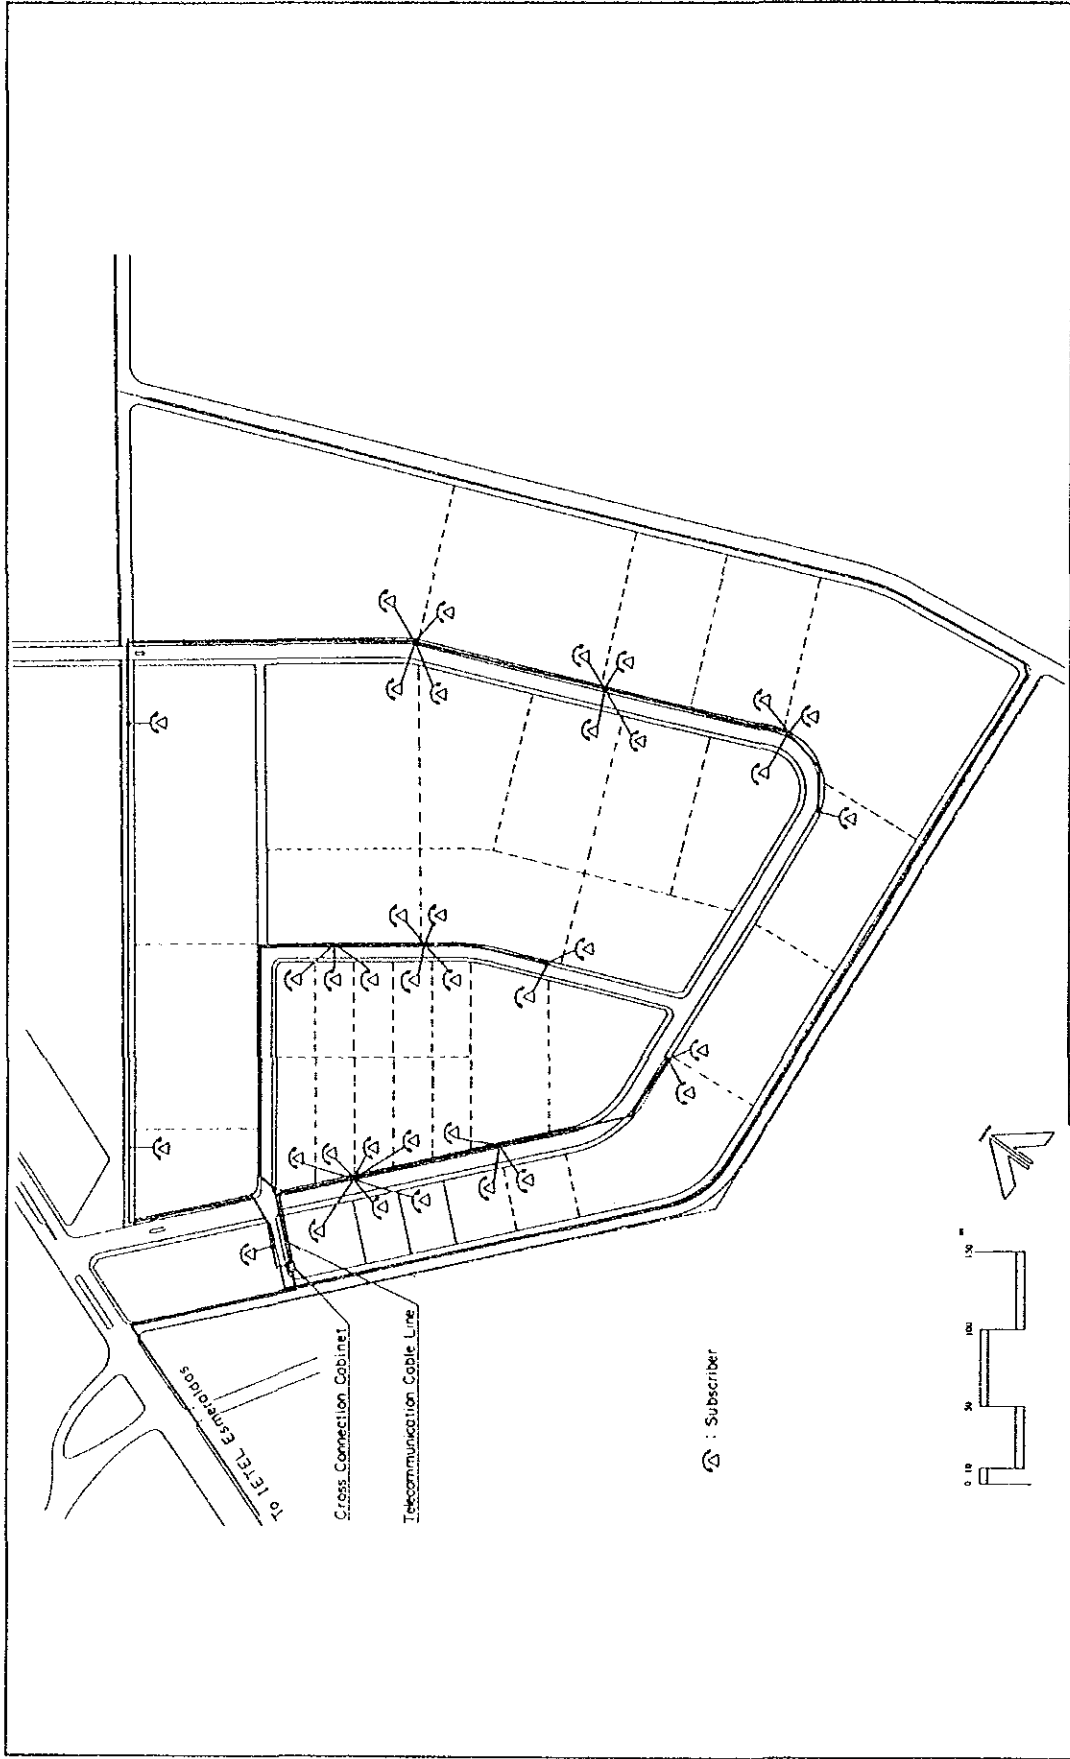 To IETEL Esmeraldas
Cross Connection Cabinet
Telecommunication Cable Line
: Subscriber
0 10 50 100 150 m